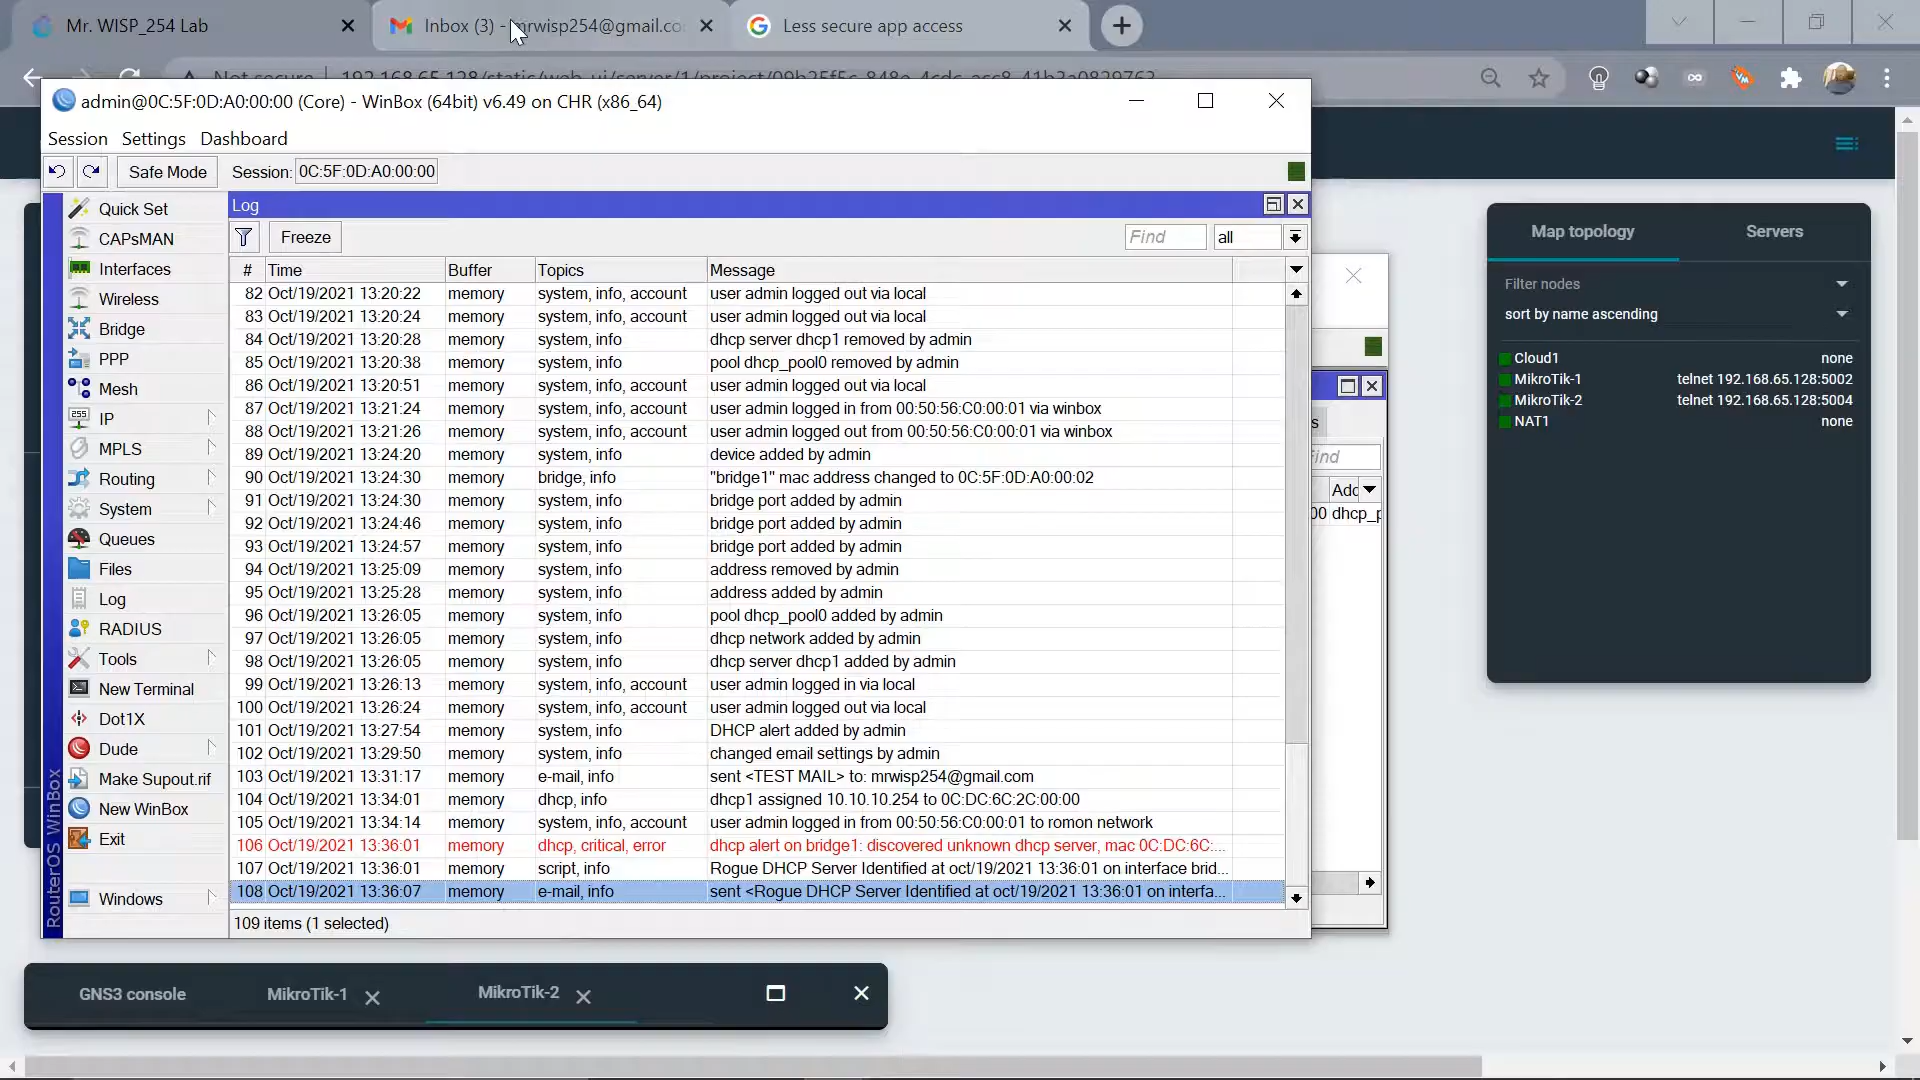 Mr. WISP_254 Lab
Inbox (3) - mrwisp254@gmail.co
Less secure app access
Not secure | 192.168.65.128/static/web-ui/server/1/project/
admin@0C:5F:0D:A0:00:00 (Core) - WinBox (64bit) v6.49 on CHR (x86_64)
Session Settings Dashboard
Safe Mode Session: 0C:5F:0D:A0:00:00
Log
Freeze Find all
# Time Buffer Topics Message
82 Oct/19/2021 13:20:22 memory system, info, account user admin logged out via local
83 Oct/19/2021 13:20:24 memory system, info, account user admin logged out via local
84 Oct/19/2021 13:20:28 memory system, info dhcp server dhcp1 removed by admin
85 Oct/19/2021 13:20:38 memory system, info pool dhcp_pool0 removed by admin
86 Oct/19/2021 13:20:51 memory system, info, account user admin logged out via local
87 Oct/19/2021 13:21:24 memory system, info, account user admin logged in from 00:50:56:C0:00:01 via winbox
88 Oct/19/2021 13:21:26 memory system, info, account user admin logged out from 00:50:56:C0:00:01 via winbox
89 Oct/19/2021 13:24:20 memory system, info device added by admin
90 Oct/19/2021 13:24:30 memory bridge, info "bridge1" mac address changed to 0C:5F:0D:A0:00:02
91 Oct/19/2021 13:24:30 memory system, info bridge port added by admin
92 Oct/19/2021 13:24:46 memory system, info bridge port added by admin
93 Oct/19/2021 13:24:57 memory system, info bridge port added by admin
94 Oct/19/2021 13:25:09 memory system, info address removed by admin
95 Oct/19/2021 13:25:28 memory system, info address added by admin
96 Oct/19/2021 13:26:05 memory system, info pool dhcp_pool0 added by admin
97 Oct/19/2021 13:26:05 memory system, info dhcp network added by admin
98 Oct/19/2021 13:26:05 memory system, info dhcp server dhcp1 added by admin
99 Oct/19/2021 13:26:13 memory system, info, account user admin logged in via local
100 Oct/19/2021 13:26:24 memory system, info, account user admin logged out via local
101 Oct/19/2021 13:27:54 memory system, info DHCP alert added by admin
102 Oct/19/2021 13:29:50 memory system, info changed email settings by admin
103 Oct/19/2021 13:31:17 memory e-mail, info sent <TEST MAIL> to: mrwisp254@gmail.com
104 Oct/19/2021 13:34:01 memory dhcp, info dhcp1 assigned 10.10.10.254 to 0C:DC:6C:2C:00:00
105 Oct/19/2021 13:34:14 memory system, info, account user admin logged in from 00:50:56:C0:00:01 to romon network
106 Oct/19/2021 13:36:01 memory dhcp, critical, error dhcp alert on bridge1: discovered unknown dhcp server, mac 0C:DC:6C:...
107 Oct/19/2021 13:36:01 memory script, info Rogue DHCP Server Identified at oct/19/2021 13:36:01 on interface brid...
108 Oct/19/2021 13:36:07 memory e-mail, info sent <Rogue DHCP Server Identified at oct/19/2021 13:36:01 on interfa...
109 items (1 selected)
Quick Set
CAPsMAN
Interfaces
Wireless
Bridge
PPP
Mesh
255
IP
MPLS
Routing
System
Queues
Files
Log
RADIUS
Tools
New Terminal
Dot1X
Dude
Make Supout.rif
New WinBox
Exit
Windows
RouterOS WinBox
s
Find
Adc
00 dhcp_p
Map topology Servers
Filter nodes
sort by name ascending
Cloud1 none
MikroTik-1 telnet 192.168.65.128:5002
MikroTik-2 telnet 192.168.65.128:5004
NAT1 none
GNS3 console MikroTik-1 MikroTik-2